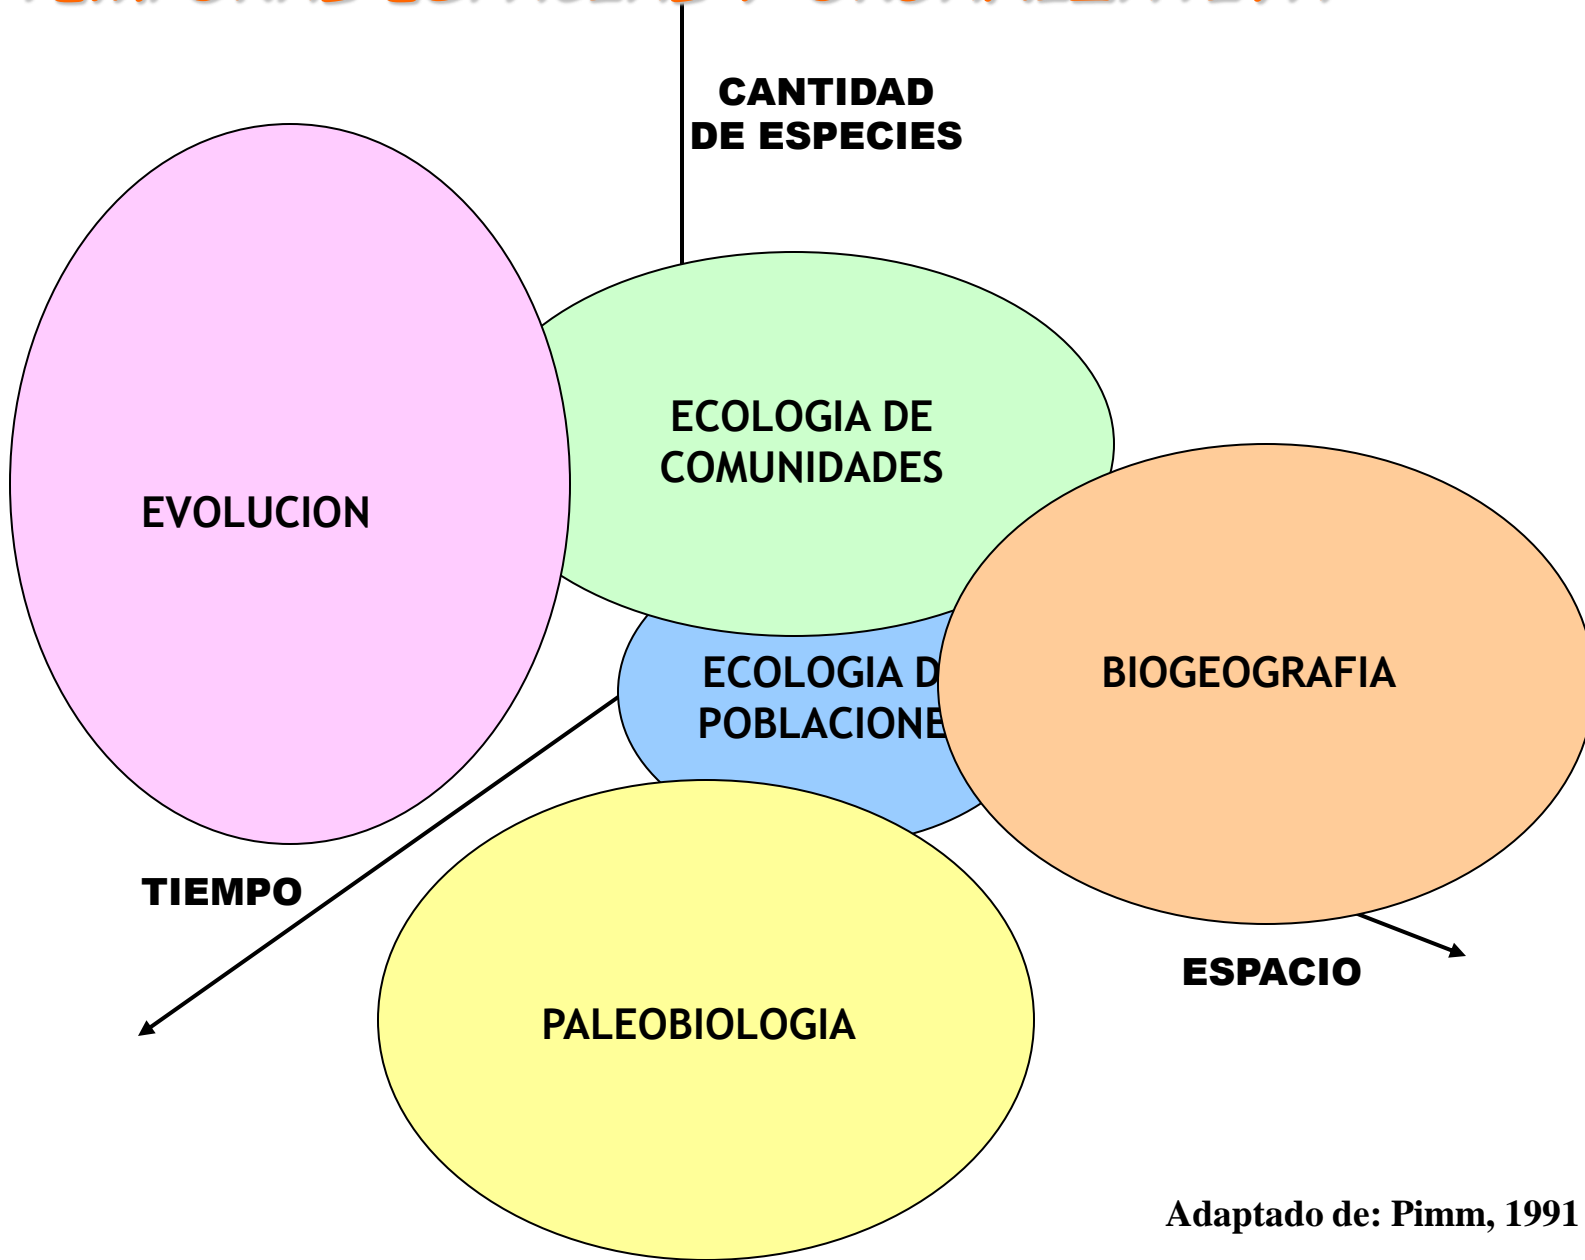 CANTIDAD
DE ESPECIES
ECOLOGIA DE
COMUNIDADES
EVOLUCION
ECOLOGIA D
POBLACIONE
BIOGEOGRAFIA
TIEMPO
ESPACIO
PALEOBIOLOGIA
Adaptado de: Pimm, 1991